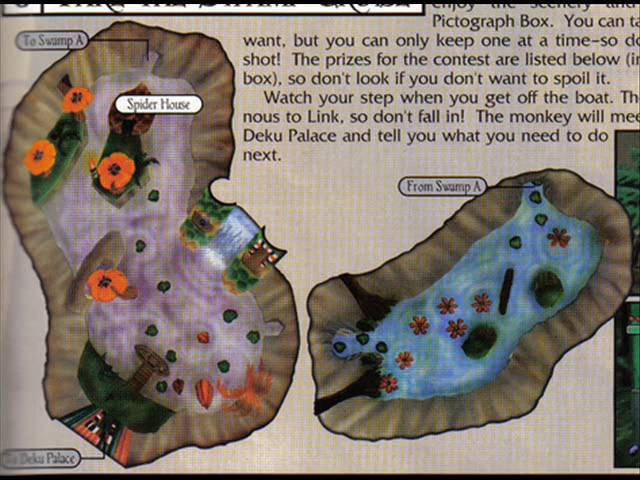 TAKE THE SWAMP CRUISE
enjoy the scenery and
Pictograph Box. You can ta
want, but you can only keep one at a time—so do
shot! The prizes for the contest are listed below (in
box), so don't look if you don't want to spoil it.
Watch your step when you get off the boat. Th
nous to Link, so don't fall in! The monkey will mee
Deku Palace and tell you what you need to do
next.
To Swamp A
Spider House
From Swamp A
Deku Palace